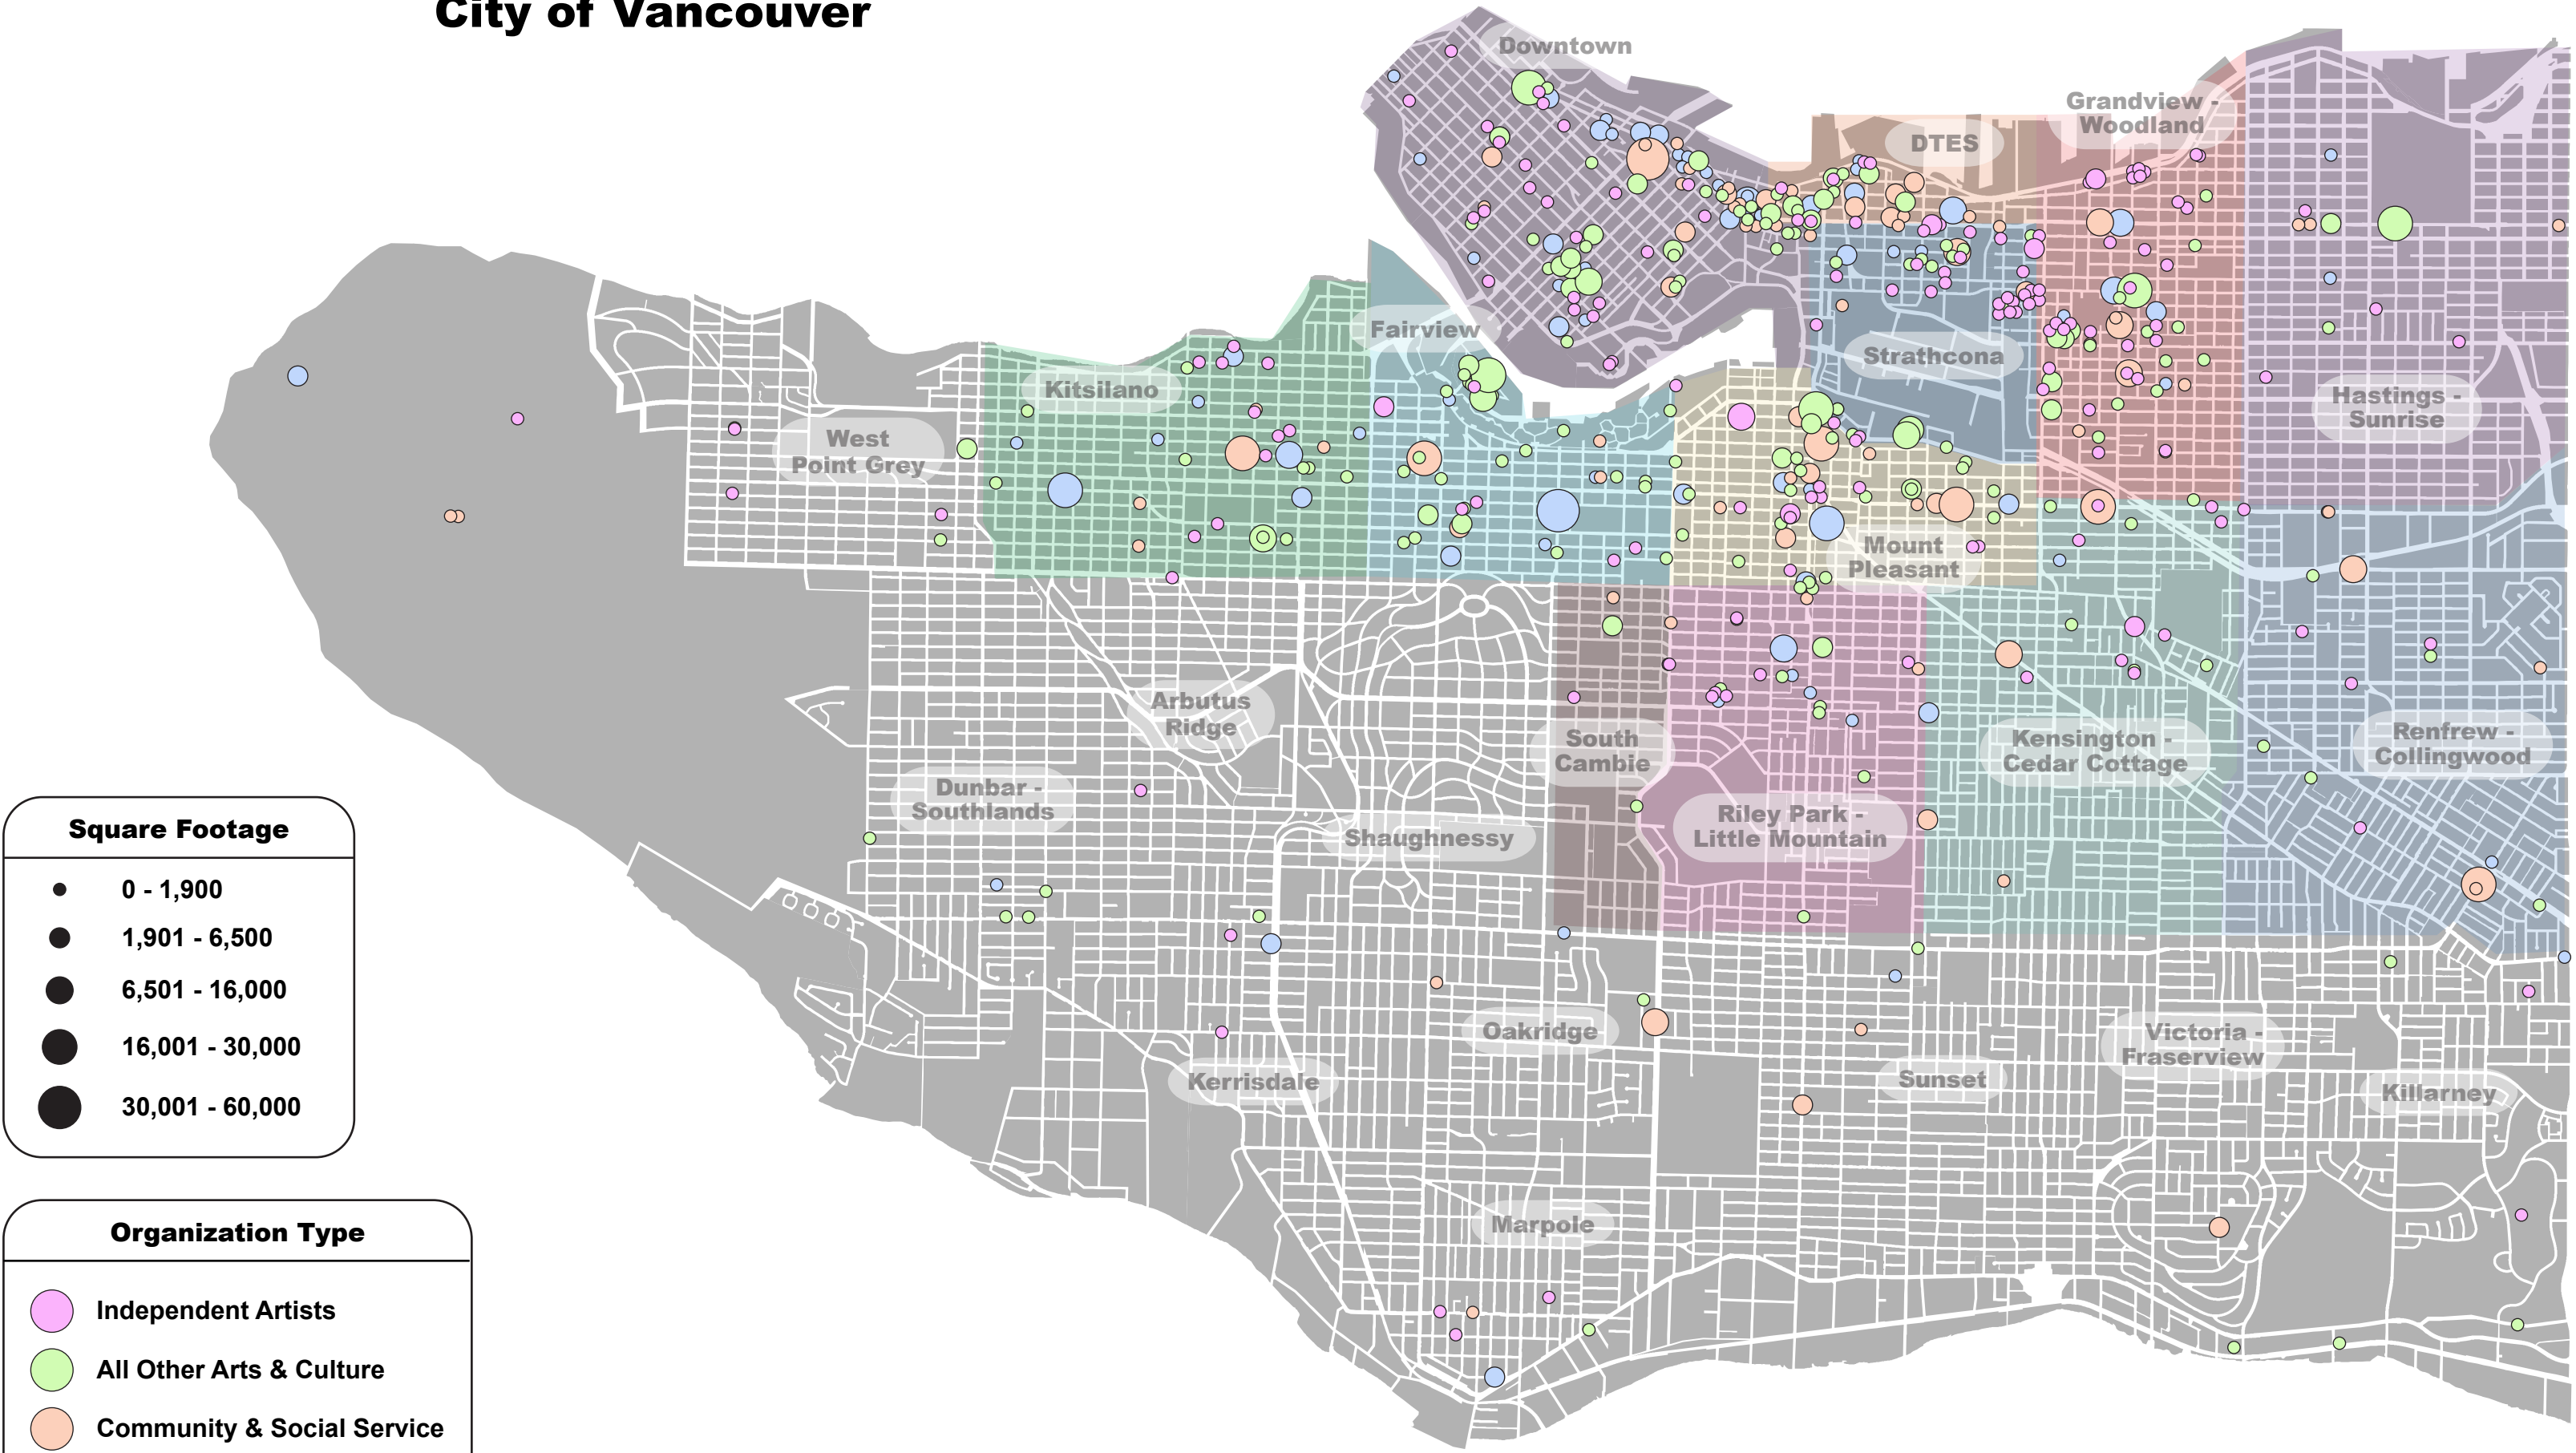 City of Vancouver
Downtown
Grandview -
Woodland
DTES
Fairview
Strathcona
Kitsilano
Hastings -
Sunrise
West
Point Grey
Mount
Pleasant
Arbutus
Ridge
South
Cambie
Kensington -
Cedar Cottage
Renfrew -
Collingwood
Dunbar -
Southlands
Riley Park -
Little Mountain
Shaughnessy
Oakridge
Victoria -
Fraserview
Kerrisdale
Sunset
Killarney
Marpole
Square Footage
0 - 1,900
1,901 - 6,500
6,501 - 16,000
16,001 - 30,000
30,001 - 60,000
Organization Type
Independent Artists
All Other Arts & Culture
Community & Social Service